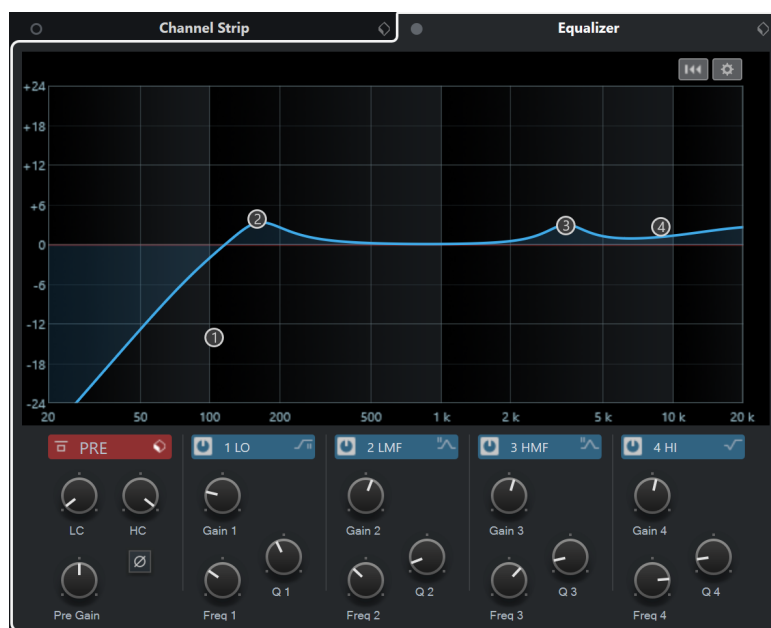 Channel Strip
Equalizer
+24
+18
+12
+6
0
-6
-12
-18
-24
1
2
3
4
20 50 100 200 500 1 k 2 k 5 k 10 k 20 k
PRE 1 LO 2 LMF 3 HMF 4 HI
LC HC Gain 1 Gain 2 Gain 3 Gain 4
Ø
Q 1 Q 2 Q 3 Q 4
Pre Gain Freq 1 Freq 2 Freq 3 Freq 4